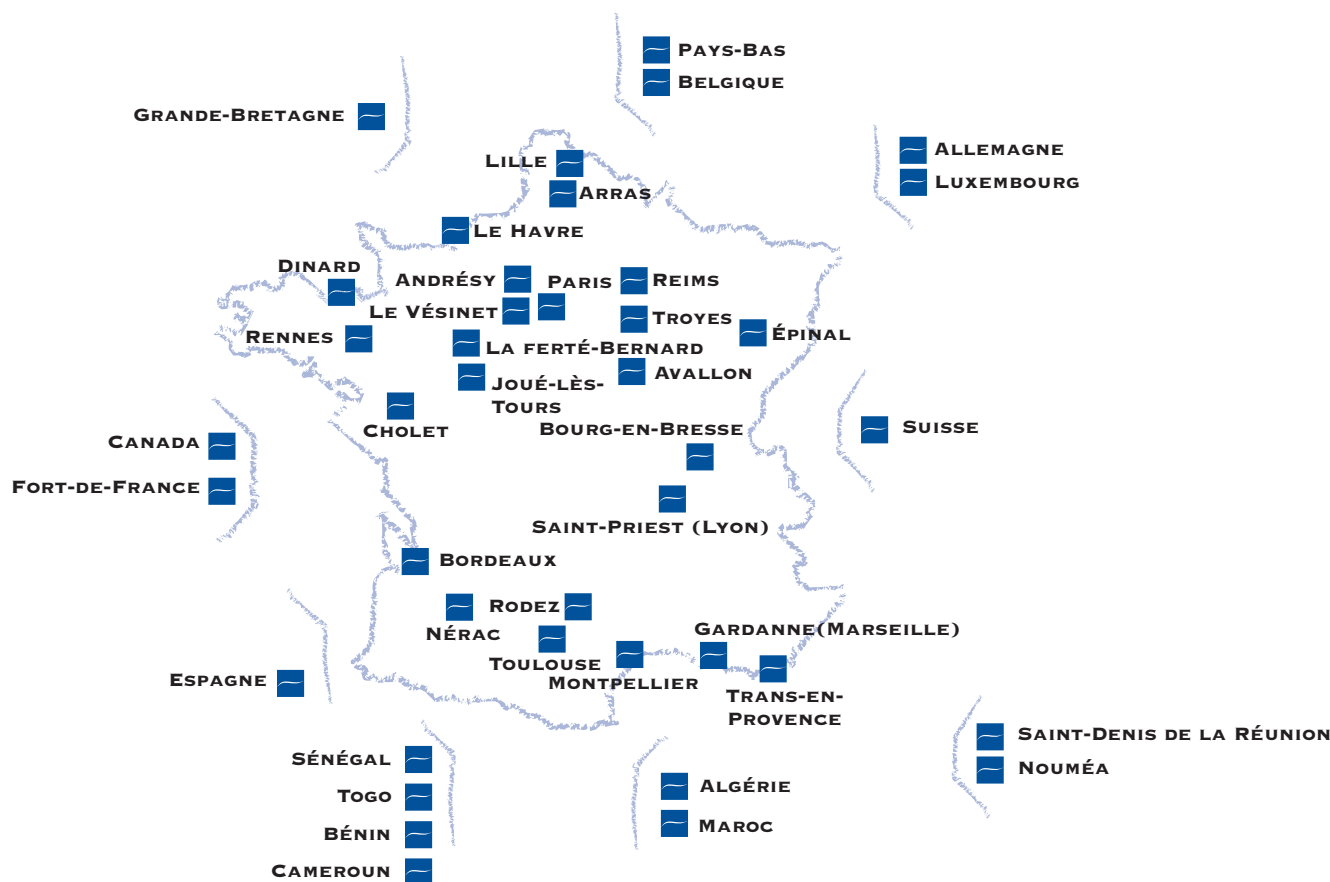 Pays-Bas
Belgique
Grande-Bretagne
Allemagne
Luxembourg
Lille
Arras
Le Havre
Dinard
Andrésy
Paris
Reims
Le Vésinet
Troyes
Épinal
Rennes
La ferté-Bernard
Avallon
Joué-lès-
Tours
Cholet
Bourg-en-Bresse
Suisse
Canada
Fort-de-France
Saint-Priest (Lyon)
Bordeaux
Rodez
Nérac
Gardanne(Marseille)
Toulouse
Montpellier
Espagne
Trans-en-
Provence
Saint-Denis de la Réunion
Nouméa
Sénégal
Togo
Bénin
Cameroun
Algérie
Maroc